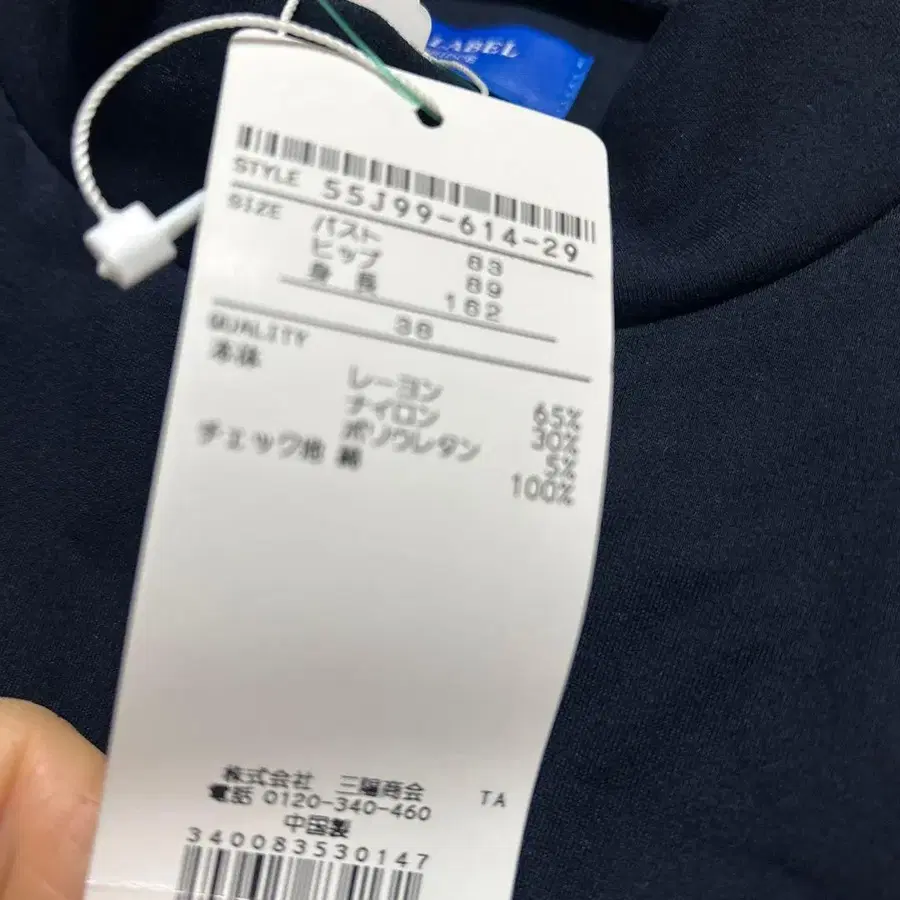 LABEL
STYLE 55J99-614-29
SIZE バスト 83
ヒップ 89
身長 162
38
QUALITY
本体 レーヨン 65%
ナイロン 30%
ポリウレタン 5%
チェック地 綿 100%
株式会社 三陽商会 TA
電話 0120-340-460
中国製
340083530147